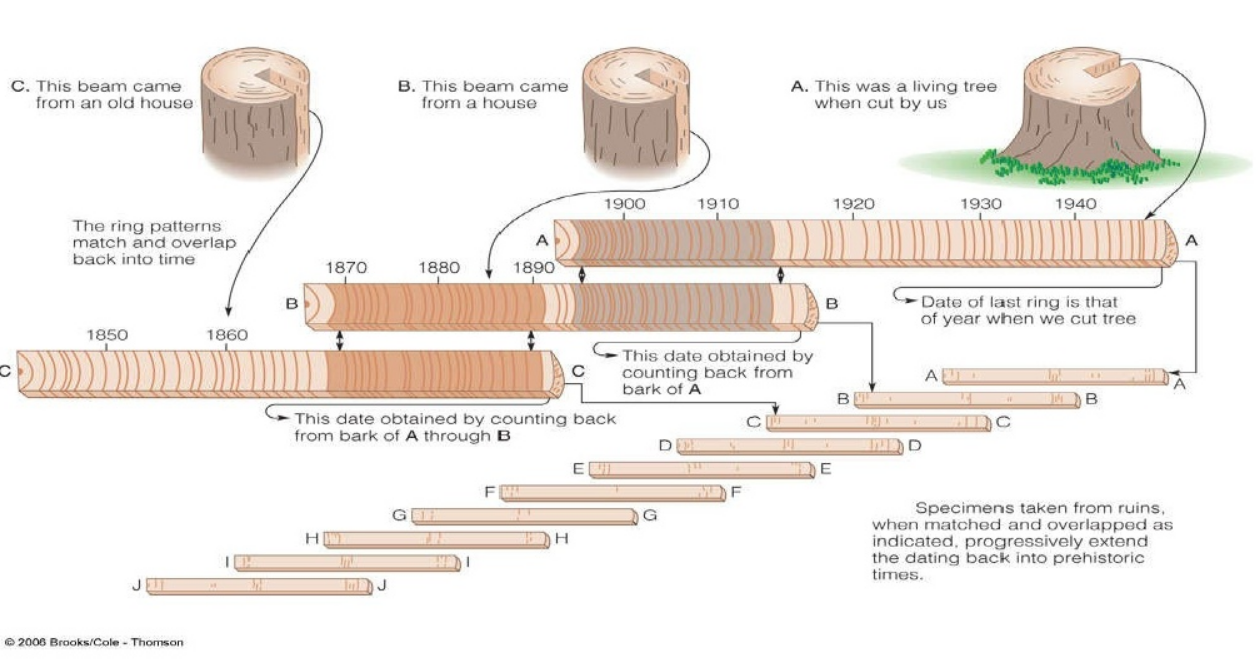 C. This beam came
from an old house
B. This beam came
from a house
A. This was a living tree
when cut by us
The ring patterns
match and overlap
back into time
1900 1910 1920 1930 1940
A A
1870 1880 1890
B B
Date of last ring is that
of year when we cut tree
1850 1860
C C
This date obtained by
counting back from
bark of A
This date obtained by counting back
from bark of A through B
A A
B B
C C
D D
E E
F F
G G
H H
I I
J J
Specimens taken from ruins,
when matched and overlapped as
indicated, progressively extend
the dating back into prehistoric
times.
© 2006 Brooks/Cole - Thomson